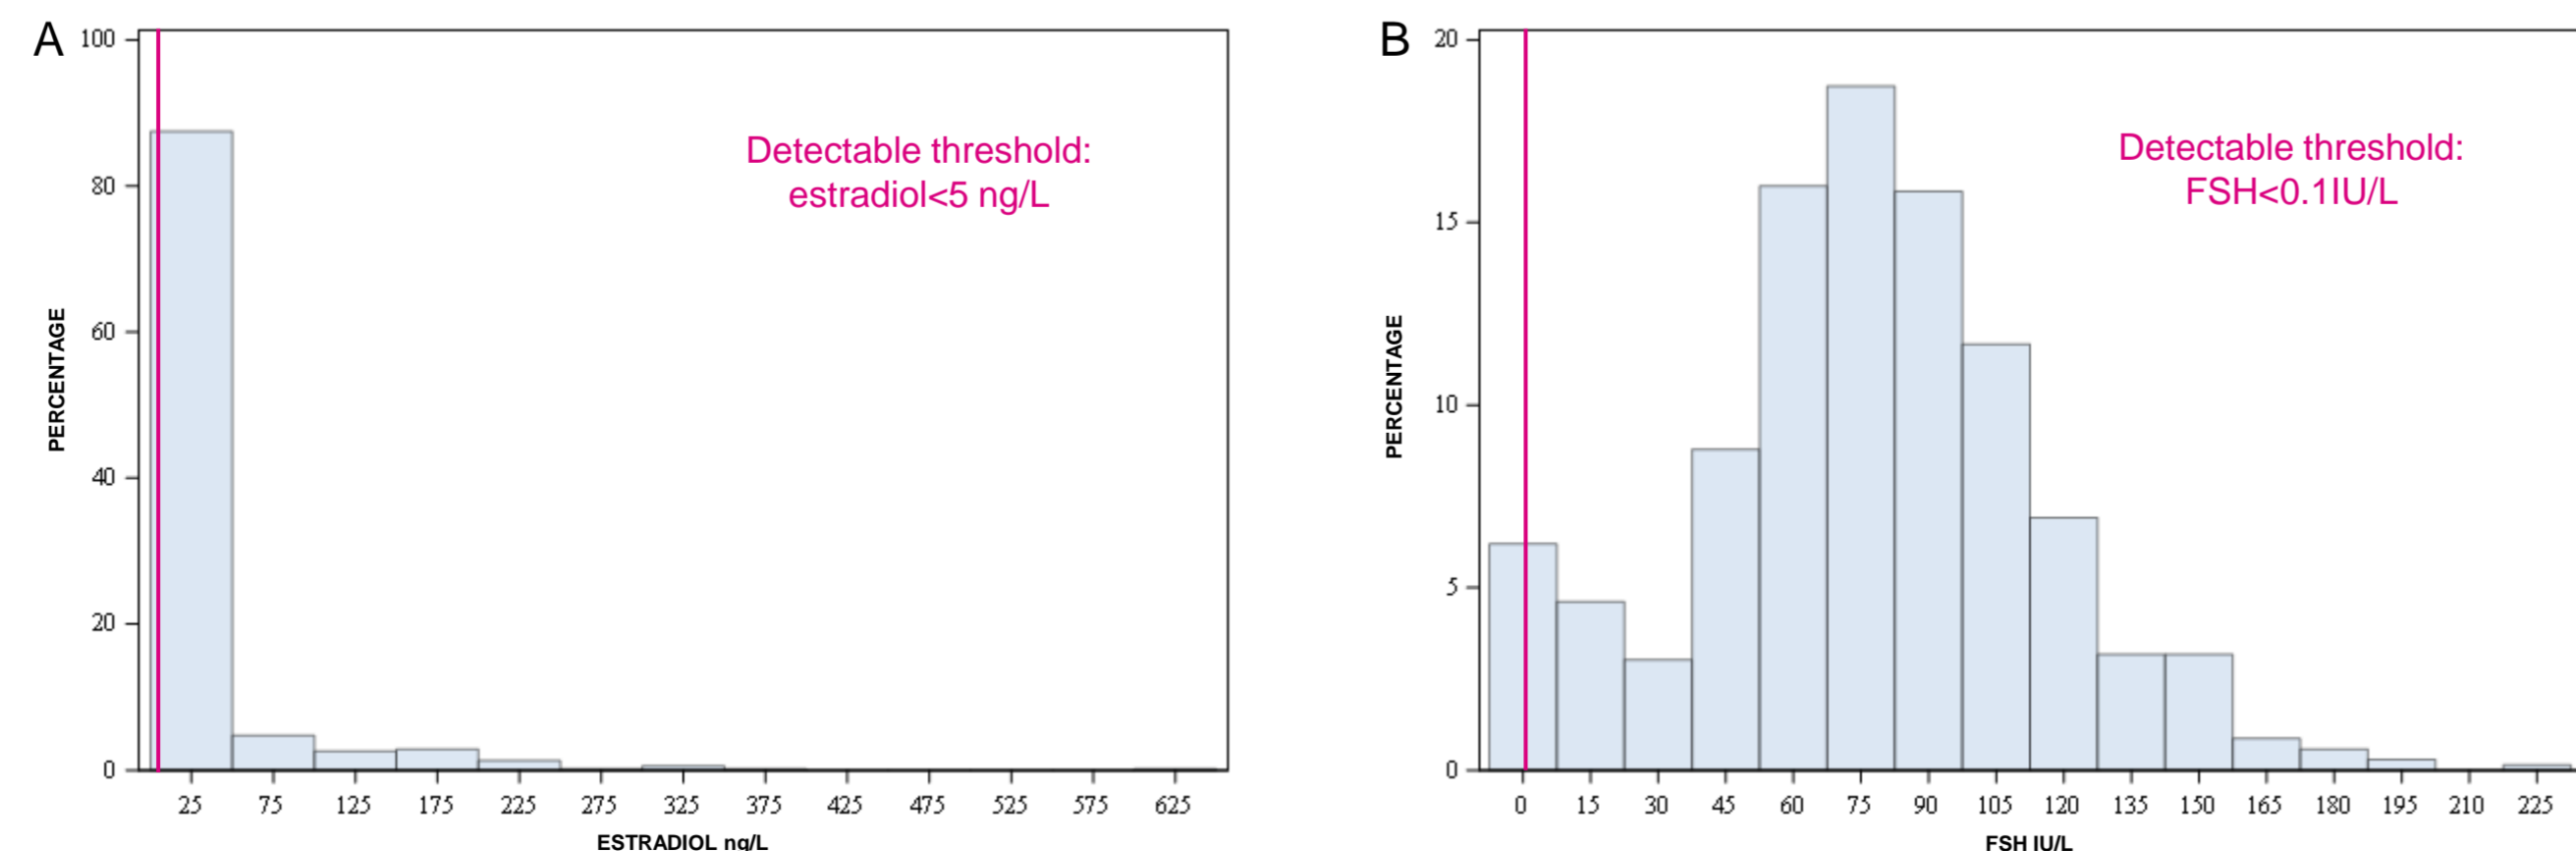 A
100
80
60
40
20
0
PERCENTAGE
Detectable threshold:
estradiol<5 ng/L
25 75 125 175 225 275 325 375 425 475 525 575 625
ESTRADIOL ng/L
B
20
15
10
5
0
PERCENTAGE
Detectable threshold:
FSH<0.1IU/L
0 15 30 45 60 75 90 105 120 135 150 165 180 195 210 225
FSH IU/L